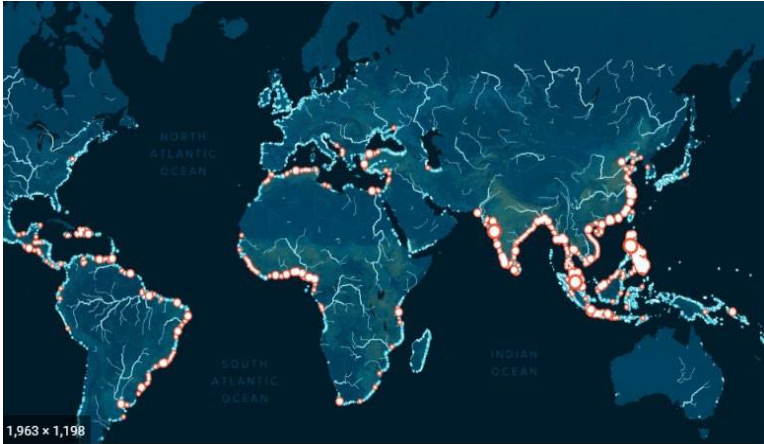 NORTH
ATLANTIC
OCEAN
SOUTH
ATLANTIC
OCEAN
INDIAN
OCEAN
1,963 × 1,198